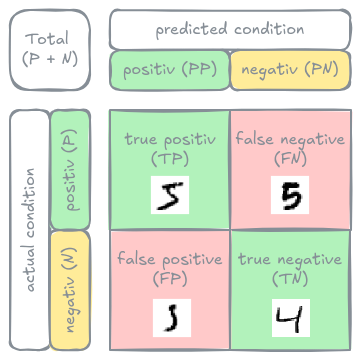 Total
(P + N)
predicted condition
positiv (PP)
negativ (PN)
actual condition
positiv (P)
negativ (N)
true positiv
(TP)
5
false negative
(FN)
5
false positive
(FP)
true negative
(TN)
4